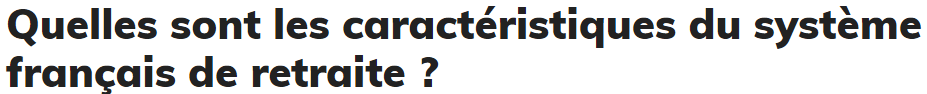 Quelles sont les caractéristiques du système
français de retraite ?